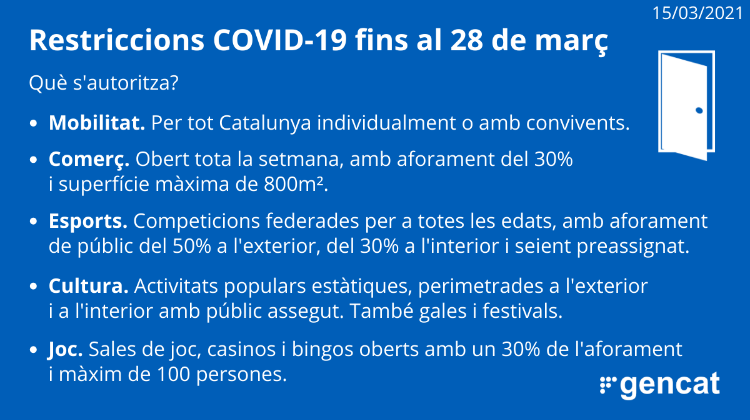 15/03/2021
Restriccions COVID-19 fins al 28 de març
Què s'autoritza?
• Mobilitat. Per tot Catalunya individualment o amb convivents.
• Comerç. Obert tota la setmana, amb aforament del 30%
i superfície màxima de 800m².
• Esports. Competicions federades per a totes les edats, amb aforament
de públic del 50% a l'exterior, del 30% a l'interior i seient preassignat.
• Cultura. Activitats populars estàtiques, perimetrades a l'exterior
i a l'interior amb públic assegut. També gales i festivals.
• Joc. Sales de joc, casinos i bingos oberts amb un 30% de l'aforament
i màxim de 100 persones.
gencat